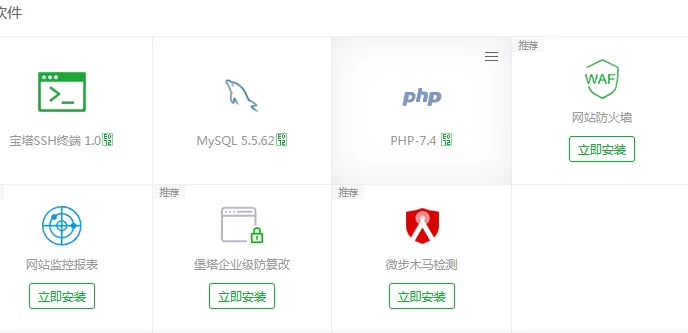 软件
宝塔SSH终端 1.0
MySQL 5.5.62
php
PHP-7.4
推荐
WAF
网站防火墙
立即安装
网站监控报表
立即安装
推荐
堡塔企业级防篡改
立即安装
推荐
微步木马检测
立即安装